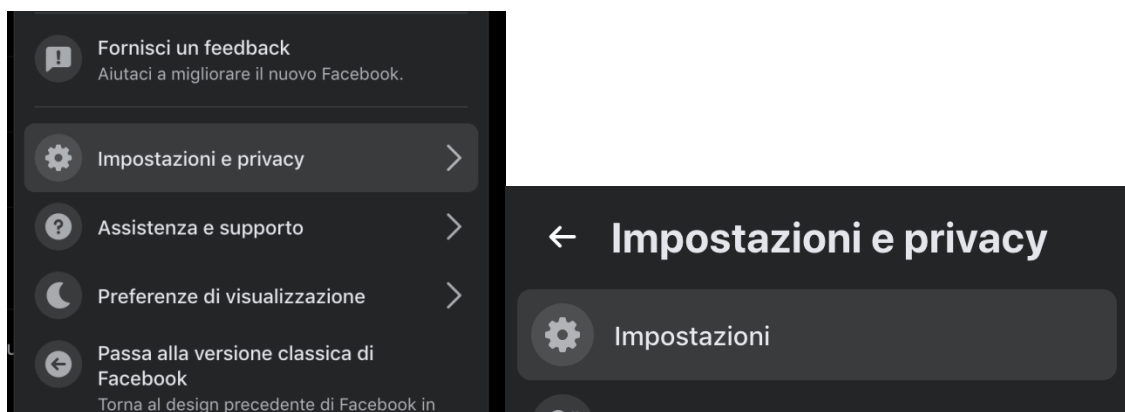 Fornisci un feedback
Aiutaci a migliorare il nuovo Facebook.
Impostazioni e privacy
Assistenza e supporto
Preferenze di visualizzazione
Passa alla versione classica di
Facebook
Torna al design precedente di Facebook in
Impostazioni e privacy
Impostazioni